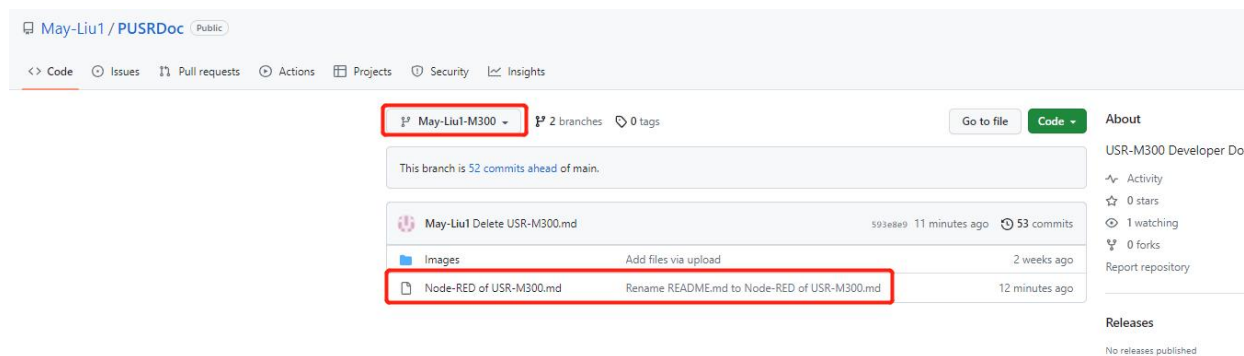 May-Liu1 / PUSRDoc Public
<> Code Issues Pull requests Actions Projects Security Insights
May-Liu1-M300 2 branches 0 tags Go to file Code
This branch is 52 commits ahead of main.
May-Liu1 Delete USR-M300.md 593e8e9 11 minutes ago 53 commits
Images Add files via upload 2 weeks ago
Node-RED of USR-M300.md Rename README.md to Node-RED of USR-M300.md 12 minutes ago
About
USR-M300 Developer Do
Activity
0 stars
1 watching
0 forks
Report repository
Releases
No releases published